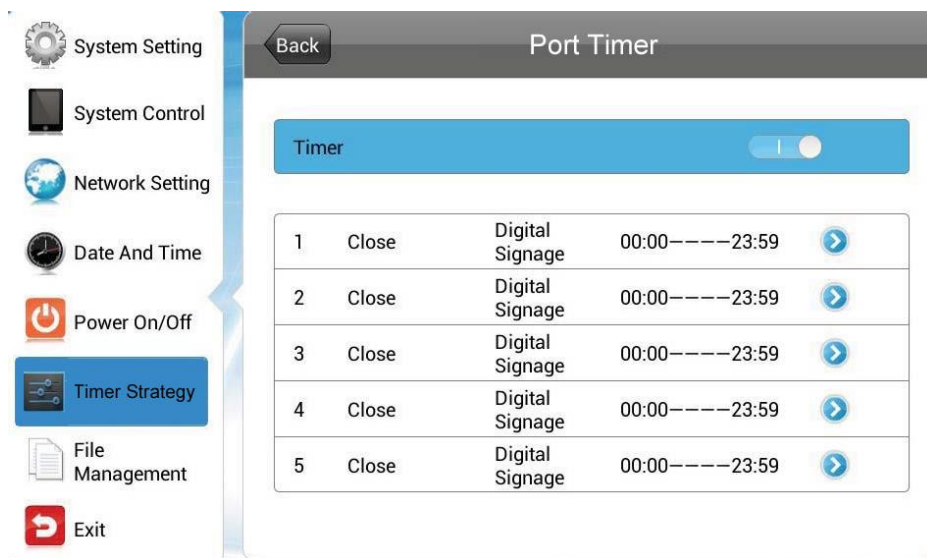 System Setting
System Control
Network Setting
Date And Time
Power On/Off
Timer Strategy
File
Management
Exit
Back
Port Timer
Timer
1 Close Digital Signage 00:00----23:59
2 Close Digital Signage 00:00----23:59
3 Close Digital Signage 00:00----23:59
4 Close Digital Signage 00:00----23:59
5 Close Digital Signage 00:00----23:59